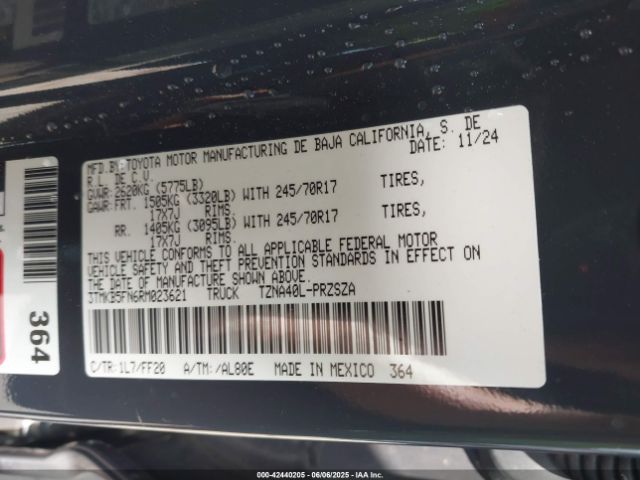 MFD.BY:TOYOTA MOTOR MANUFACTURING DE BAJA CALIFORNIA, S. DE
R.L. DE C.V. DATE: 11/24
GVWR:2620KG (5775LB)
GAWR:FRT. 1505KG (3320LB) WITH 245/70R17 TIRES,
17X7J RIMS.
RR. 1405KG (3095LB) WITH 245/70R17 TIRES,
17X7J RIMS.
THIS VEHICLE CONFORMS TO ALL APPLICABLE FEDERAL MOTOR
VEHICLE SAFETY AND THEFT PREVENTION STANDARDS IN EFFECT ON
THE DATE OF MANUFACTURE SHOWN ABOVE.
3TMKB5FN6RM023621 TRUCK TZNA40L-PRZSZA
C/TR:1L7/FF20 A/TM:/AL80E MADE IN MEXICO 364
364
000-42440205 - 06/06/2025 - IAAI.COM